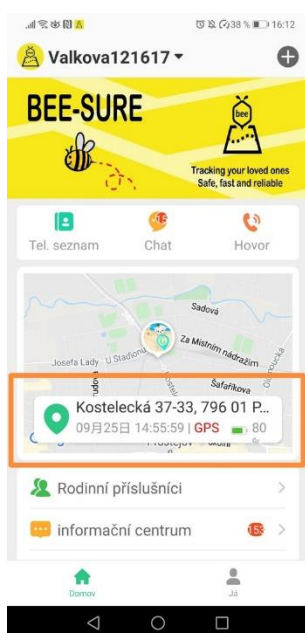 38 % 16:12
Valkova121617
BEE-SURE
bee
Tracking your loved ones
Safe, fast and reliable
15
Tel. seznam Chat Hovor
Sadová
Za Místním nádražím
Josefa Lady U Stadionu
Šafaříkova
Kostelecká 37-33, 796 01 P...
09月25日 14:55:59 | GPS 80
Rodinní příslušníci
informační centrum 153
Domov Já